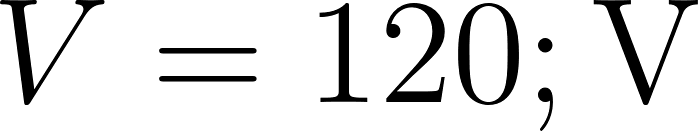 V = 120; V